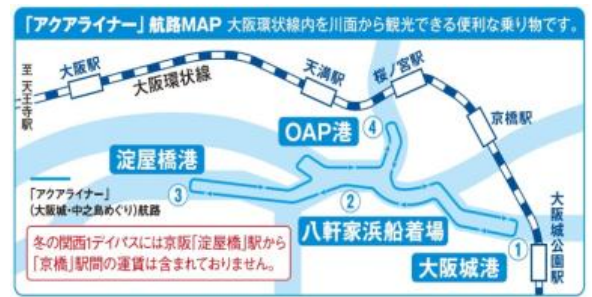 「アクアライナー」航路MAP 大阪環状線内を川面から観光できる便利な乗り物です。
至 天王寺駅
大阪駅
大阪環状線
天満駅
桜ノ宮駅
京橋駅
OAP港
④
淀屋橋港
③
「アクアライナー」
(大阪城・中之島めぐり)航路
②
八軒家浜船着場
①
大阪城港
大阪城公園駅
冬の関西1デイパスには京阪「淀屋橋」駅から
「京橋」駅間の運賃は含まれておりません。